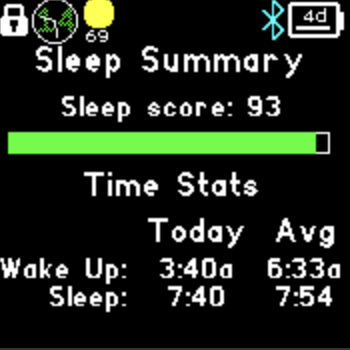 54
69
4d
Sleep Summary
Sleep score: 93
Time Stats
Today Avg
Wake Up: 3:40a 6:33a
Sleep: 7:40 7:54